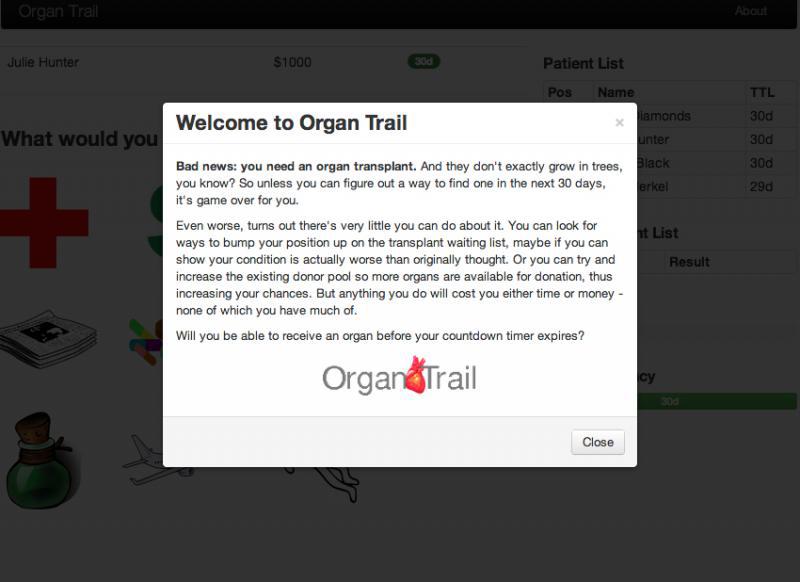 Organ Trail
About
Julie Hunter $1000 30d
Patient List
Pos Name TTL
iamonds 30d
unter 30d
Black 30d
erkel 29d
What would you
Welcome to Organ Trail ×
Bad news: you need an organ transplant. And they don't exactly grow in trees,
you know? So unless you can figure out a way to find one in the next 30 days,
it's game over for you.
Even worse, turns out there's very little you can do about it. You can look for
ways to bump your position up on the transplant waiting list, maybe if you can
show your condition is actually worse than originally thought. Or you can try and
increase the existing donor pool so more organs are available for donation, thus
increasing your chances. But anything you do will cost you either time or money -
none of which you have much of.
Will you be able to receive an organ before your countdown timer expires?
Organ Trail
Close
nt List
Result
cy
30d